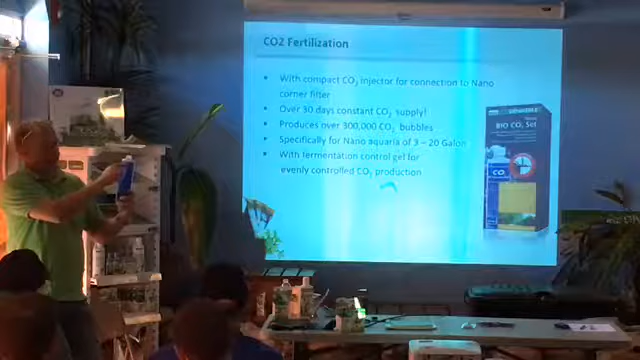 CO2 Fertilization
• With compact CO₂ injector for connection to Nano
corner filter
• Over 30 days constant CO₂ supply!
• Produces over 300,000 CO₂ bubbles
• Specifically for Nano aquaria of 3 – 20 Galon
• With fermentation control gel for
evenly controlled CO₂ production
DENNERLE
BIO CO₂ Set
CO₂